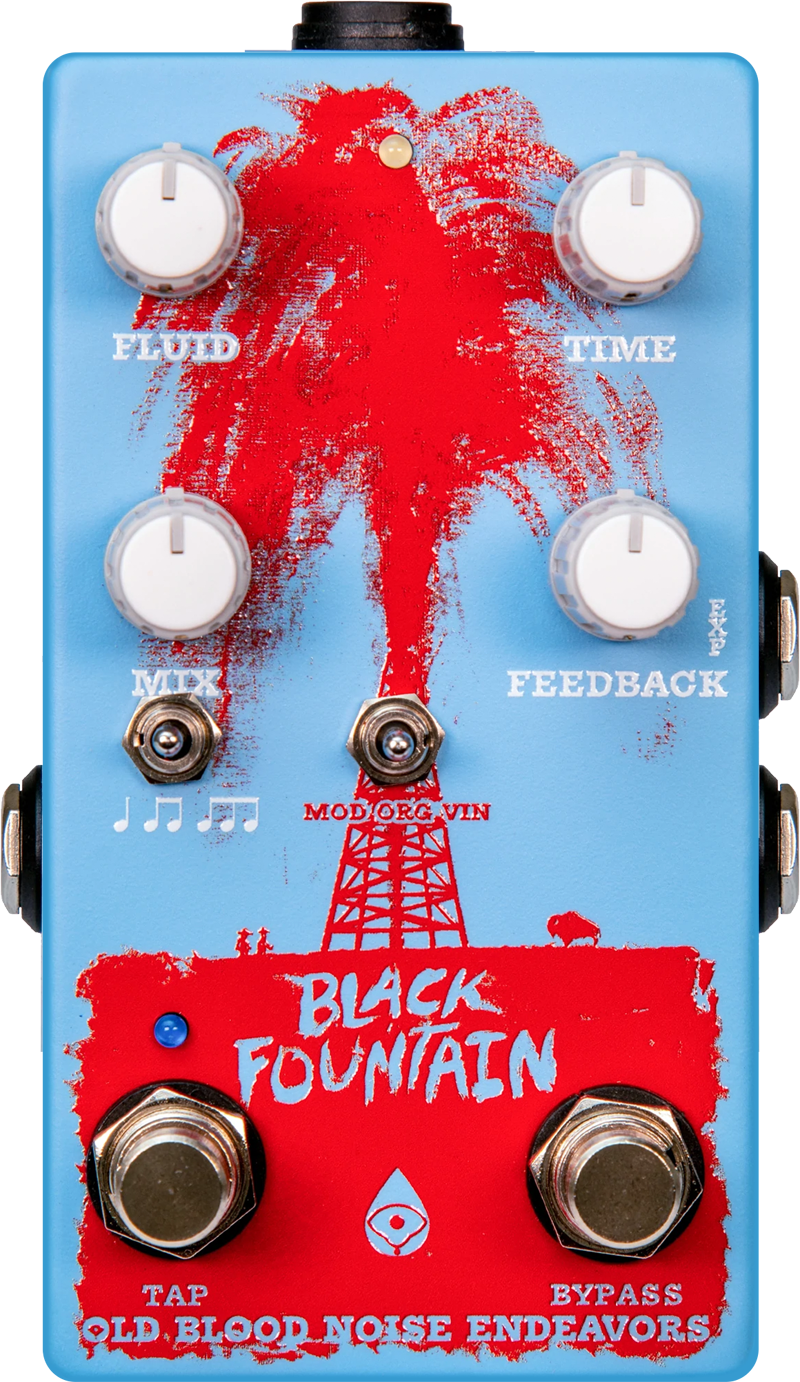 FLUID
TIME
EXP
MIX
FEEDBACK
MOD ORG VIN
BLACK
FOUNTAIN
TAP
BYPASS
OLD BLOOD NOISE ENDEAVORS